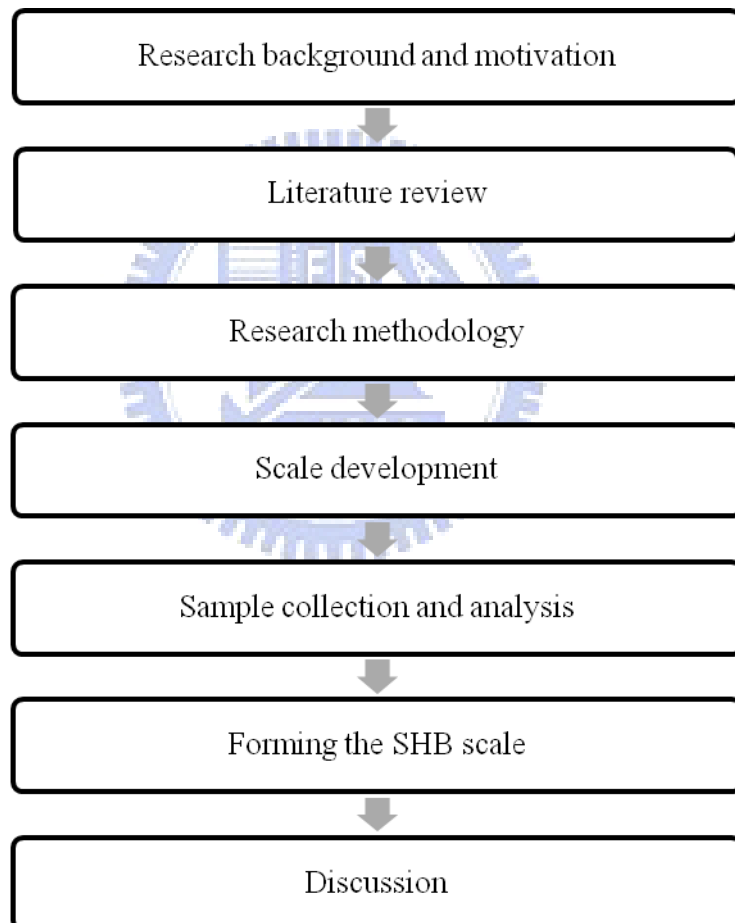 Research background and motivation
Literature review
Research methodology
Scale development
Sample collection and analysis
Forming the SHB scale
Discussion